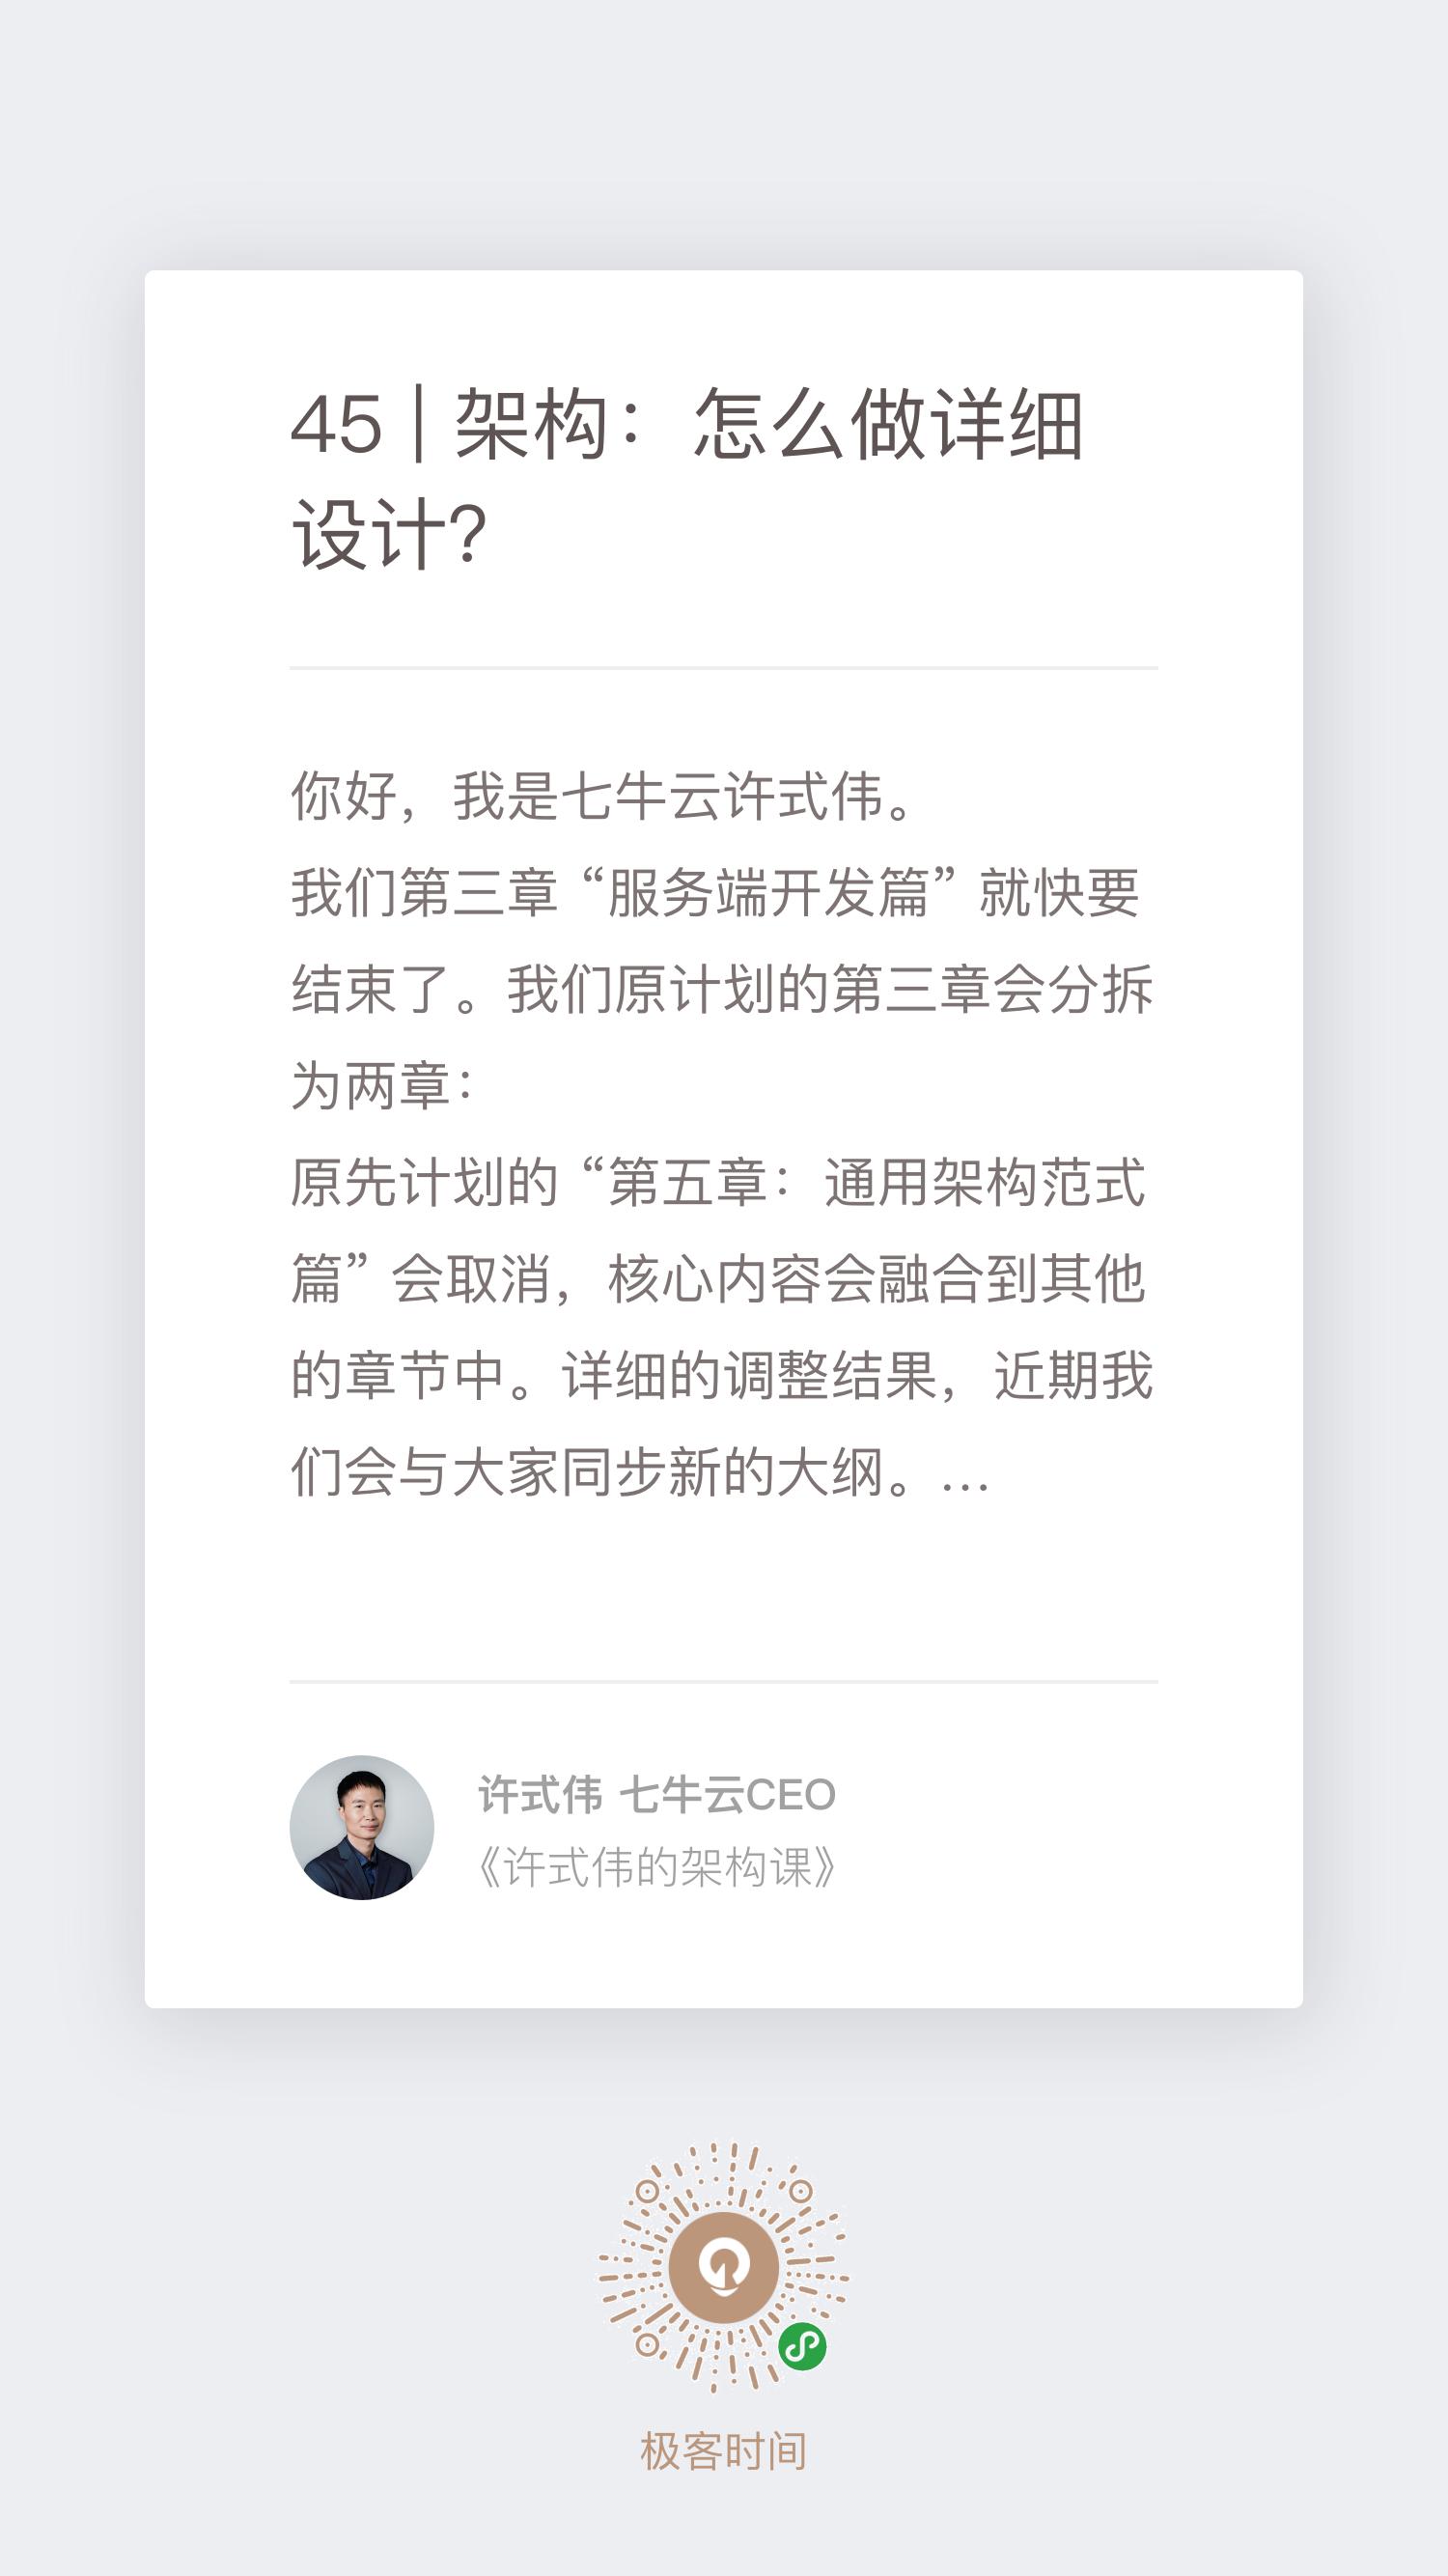 45 | 架构：怎么做详细
设计?
你好，我是七牛云许式伟。
我们第三章 “服务端开发篇” 就快要
结束了。我们原计划的第三章会分拆
为两章：
原先计划的 “第五章：通用架构范式
篇” 会取消，核心内容会融合到其他
的章节中。详细的调整结果，近期我
们会与大家同步新的大纲。...
许式伟 七牛云CEO
《许式伟的架构课》
极客时间